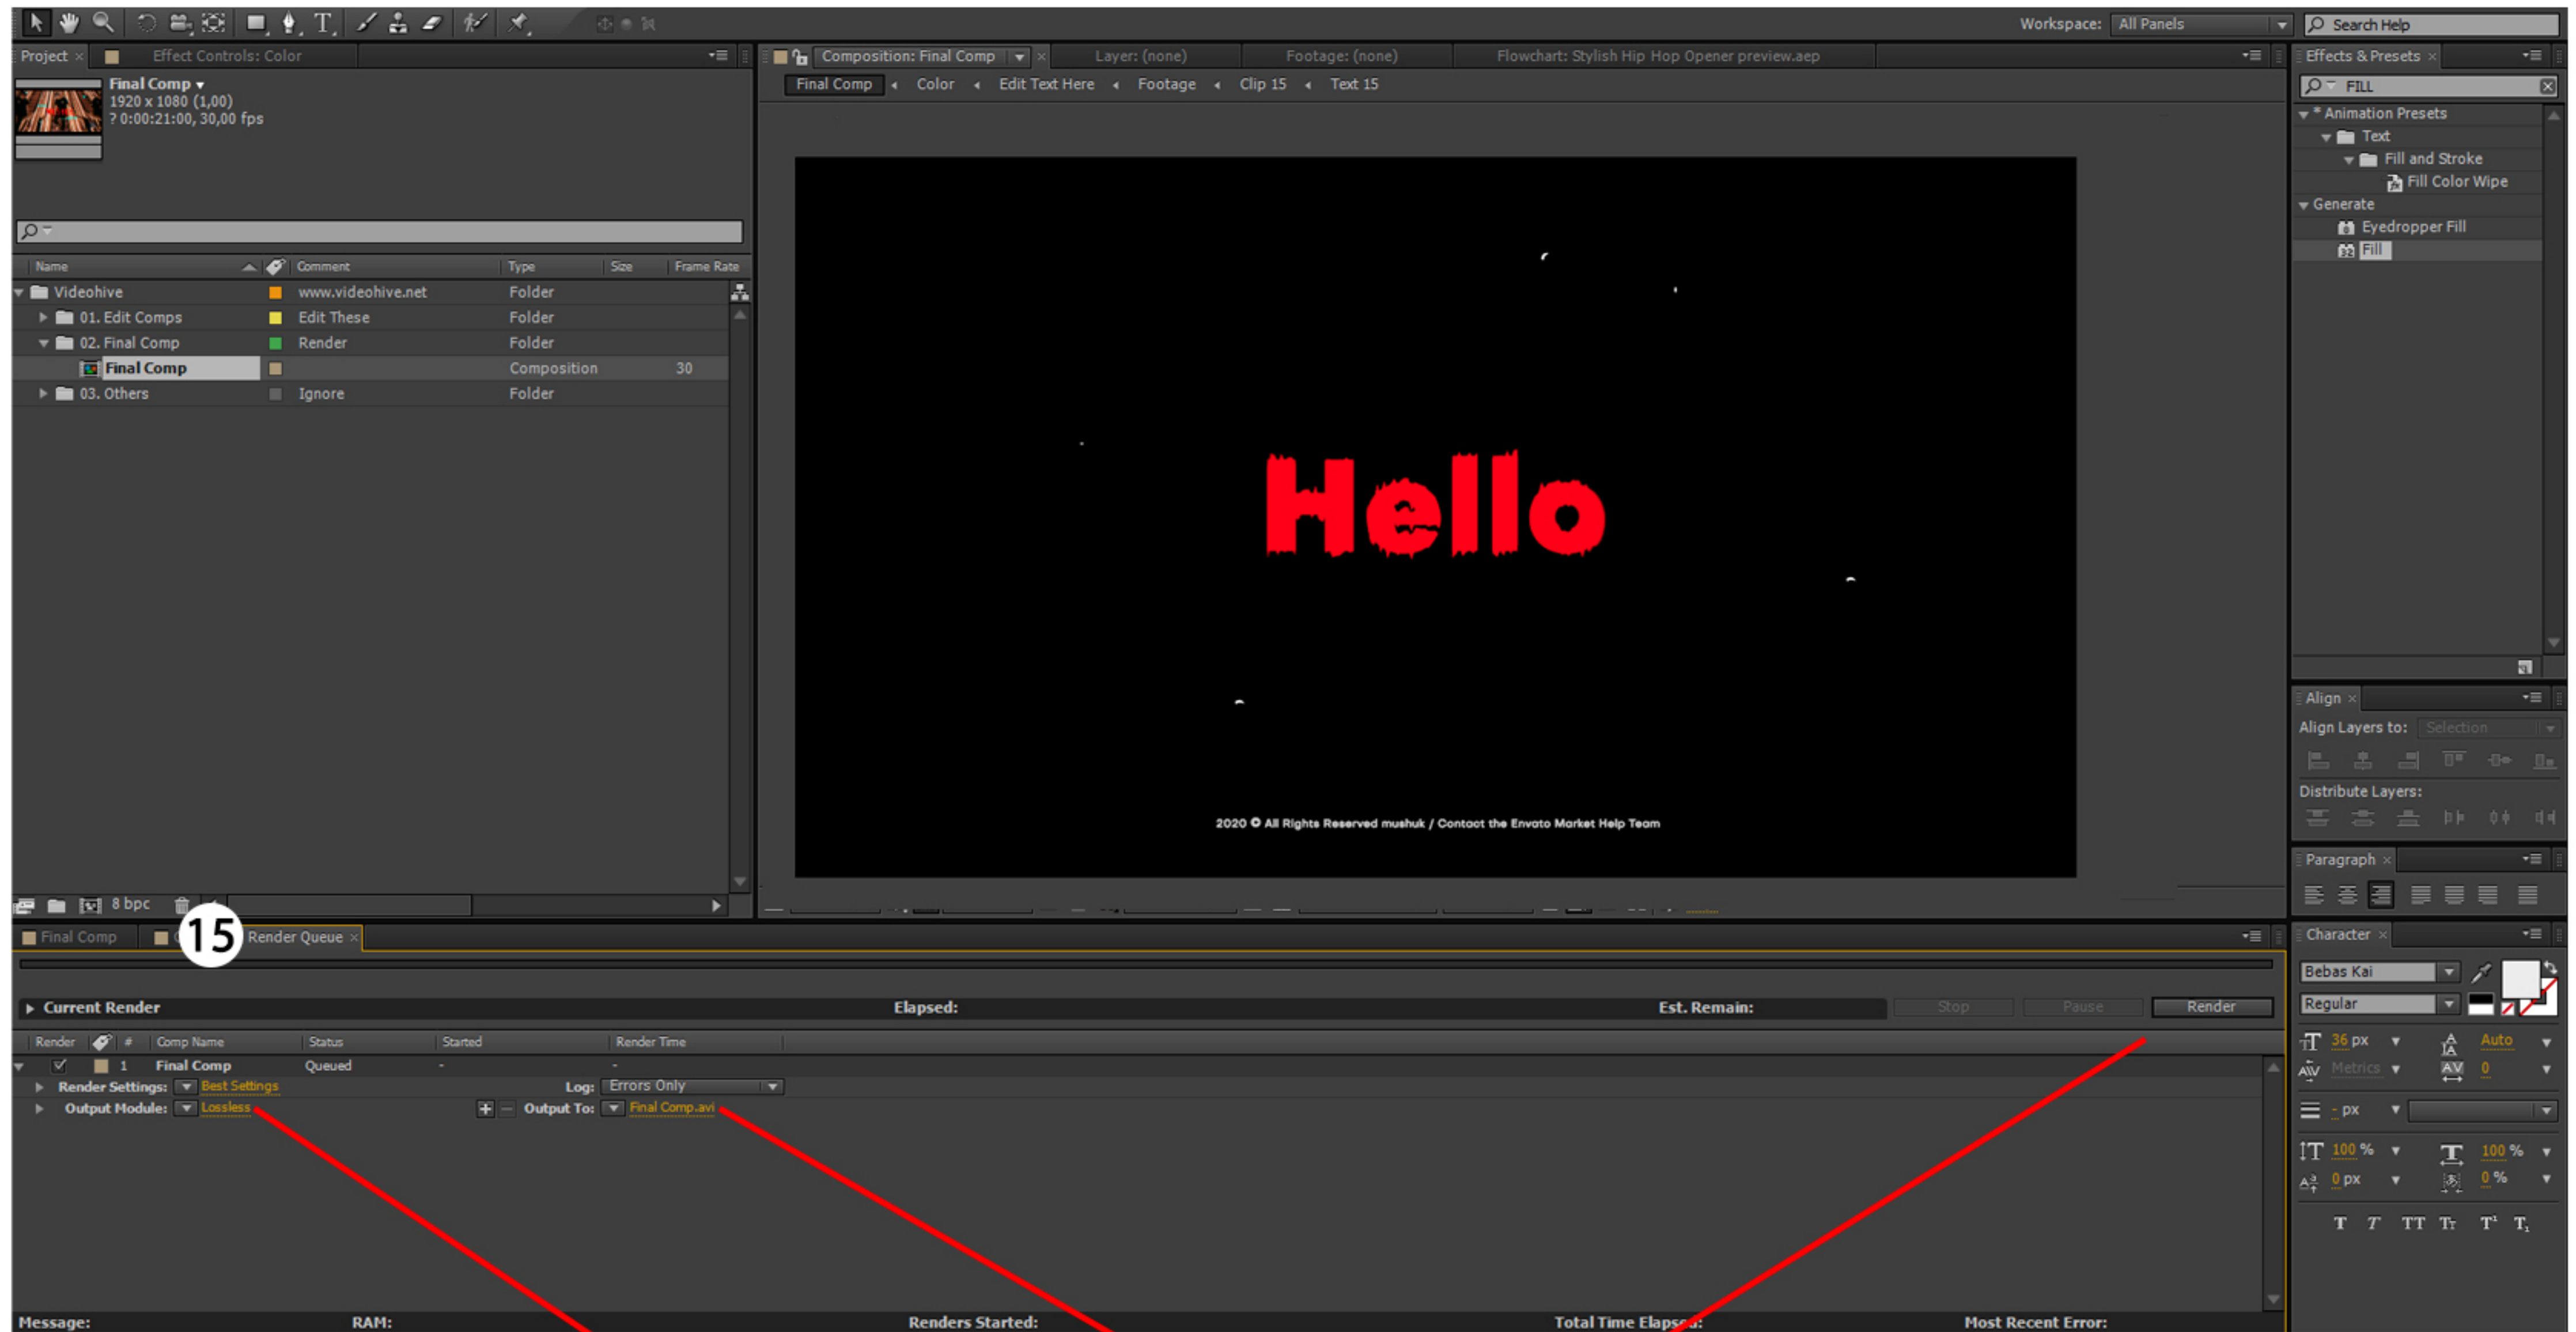 Workspace: All Panels Search Help
Project Effect Controls: Color
Final Comp
1920 x 1080 (1,00)
? 0:00:21:00, 30,00 fps
Name Comment Type Size Frame Rate
Videohive www.videohive.net Folder
01. Edit Comps Edit These Folder
02. Final Comp Render Folder
Final Comp Composition 30
03. Others Ignore Folder
8 bpc
Composition: Final Comp Layer: (none) Footage: (none) Flowchart: Stylish Hip Hop Opener preview.aep
Final Comp Color Edit Text Here Footage Clip 15 Text 15
Hello
2020 © All Rights Reserved mushuk / Contact the Envato Market Help Team
Effects & Presets
FILL
* Animation Presets
Text
Fill and Stroke
Fill Color Wipe
Generate
Eyedropper Fill
32 Fill
Align
Align Layers to: Selection
Distribute Layers:
Paragraph
Character
Bebas Kai
Regular
36 px Auto
Metrics 0
- px
100 % 100 %
0 px 0 %
T T TT Tr T¹ T₁
Final Comp 15 Render Queue
Current Render Elapsed: Est. Remain: Stop Pause Render
Render # Comp Name Status Started Render Time
1 Final Comp Queued - -
Render Settings: Best Settings Log: Errors Only
Output Module: Lossless Output To: Final Comp.avi
Message: RAM: Renders Started: Total Time Elapsed: Most Recent Error: